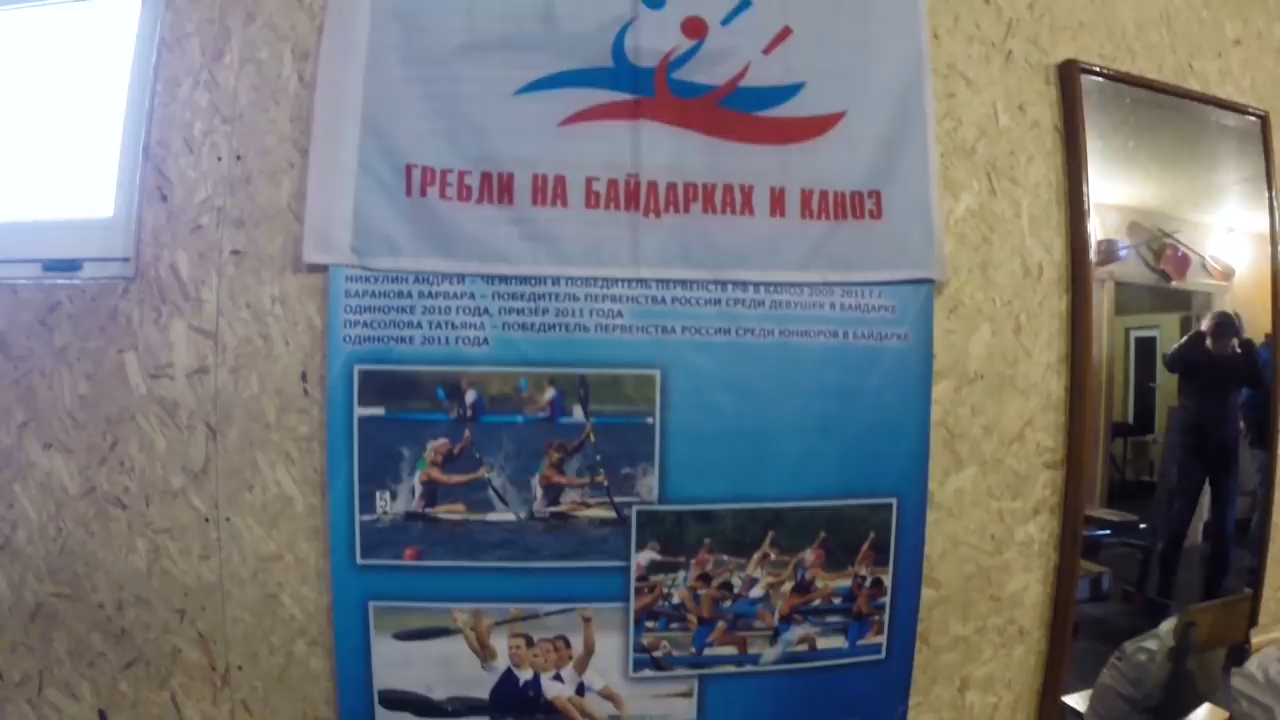 ГРЕБЛИ НА БАЙДАРКАХ И КАНОЭ
НИКУЛИН АНДРЕЙ – ЧЕМПИОН И ПОБЕДИТЕЛЬ ПЕРВЕНСТВ РФ В КАНОЭ 2009-2011 Г.Г.
БАРАНОВА ВАРВАРА – ПОБЕДИТЕЛЬ ПЕРВЕНСТВА РОССИИ СРЕДИ ДЕВУШЕК В БАЙДАРКЕ
ОДИНОЧКЕ 2010 ГОДА, ПРИЗЁР 2011 ГОДА
ПРАСОЛОВА ТАТЬЯНА – ПОБЕДИТЕЛЬ ПЕРВЕНСТВА РОССИИ СРЕДИ ЮНИОРОВ В БАЙДАРКЕ
ОДИНОЧКЕ 2011 ГОДА
5